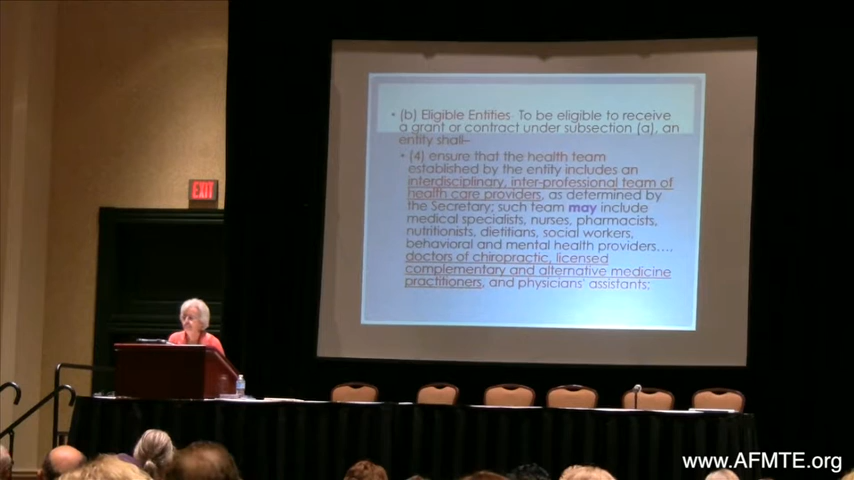 • (b) Eligible Entities- To be eligible to receive
a grant or contract under subsection (a), an
entity shall–
• (4) ensure that the health team
established by the entity includes an
interdisciplinary, inter-professional team of
health care providers, as determined by
the Secretary; such team may include
medical specialists, nurses, pharmacists,
nutritionists, dietitians, social workers,
behavioral and mental health providers....
doctors of chiropractic, licensed
complementary and alternative medicine
practitioners, and physicians' assistants;
EXIT
www.AFMTE.org